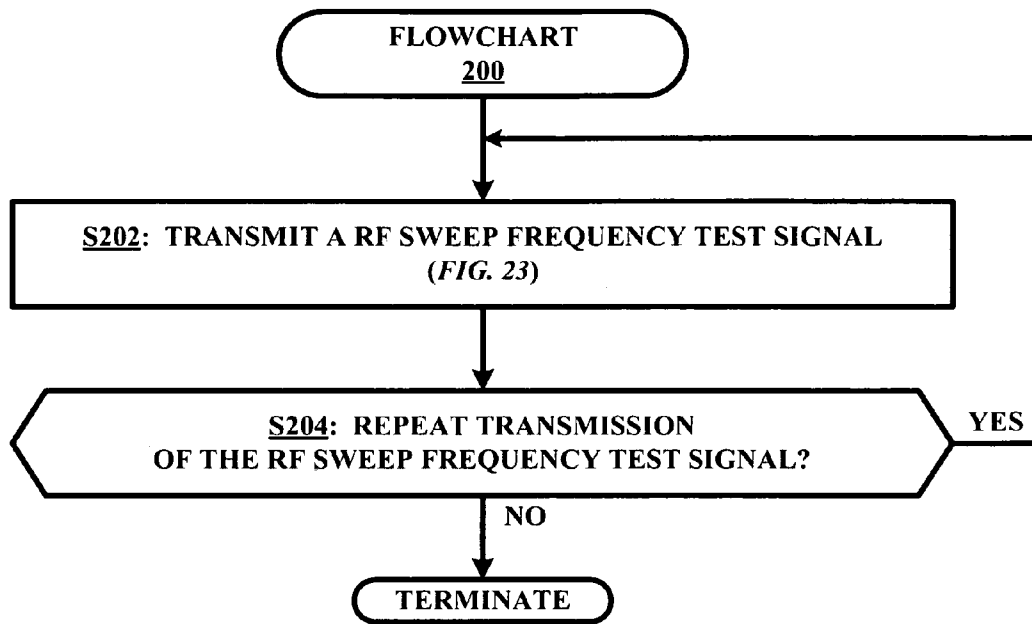 FLOWCHART
200
S202: TRANSMIT A RF SWEEP FREQUENCY TEST SIGNAL
(FIG. 23)
S204: REPEAT TRANSMISSION
OF THE RF SWEEP FREQUENCY TEST SIGNAL?
YES
NO
TERMINATE